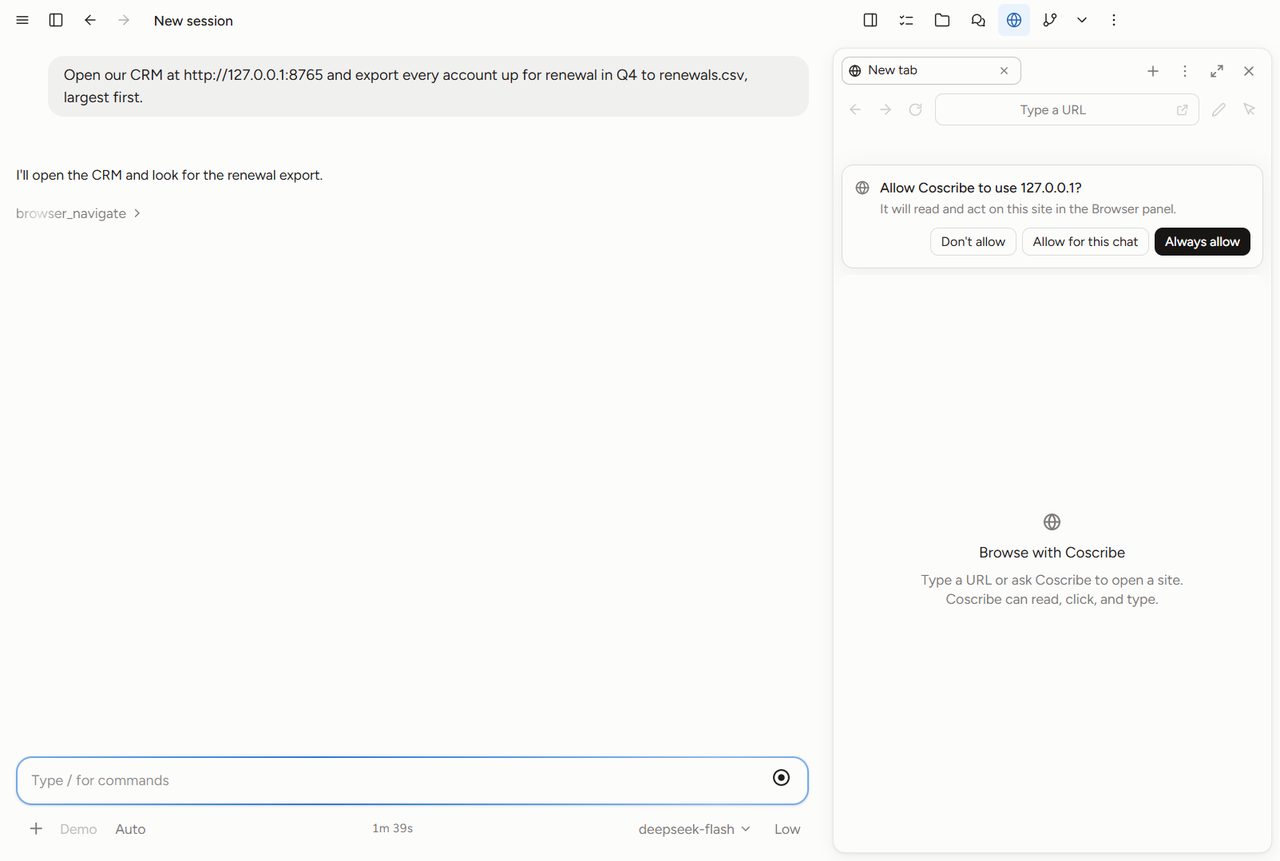 New session
Open our CRM at http://127.0.0.1:8765 and export every account up for renewal in Q4 to renewals.csv,
largest first.
I'll open the CRM and look for the renewal export.
browser_navigate
Type / for commands
Demo
Auto
1m 39s
deepseek-flash
Low
New tab
Type a URL
Allow Coscribe to use 127.0.0.1?
It will read and act on this site in the Browser panel.
Don't allow
Allow for this chat
Always allow
Browse with Coscribe
Type a URL or ask Coscribe to open a site.
Coscribe can read, click, and type.